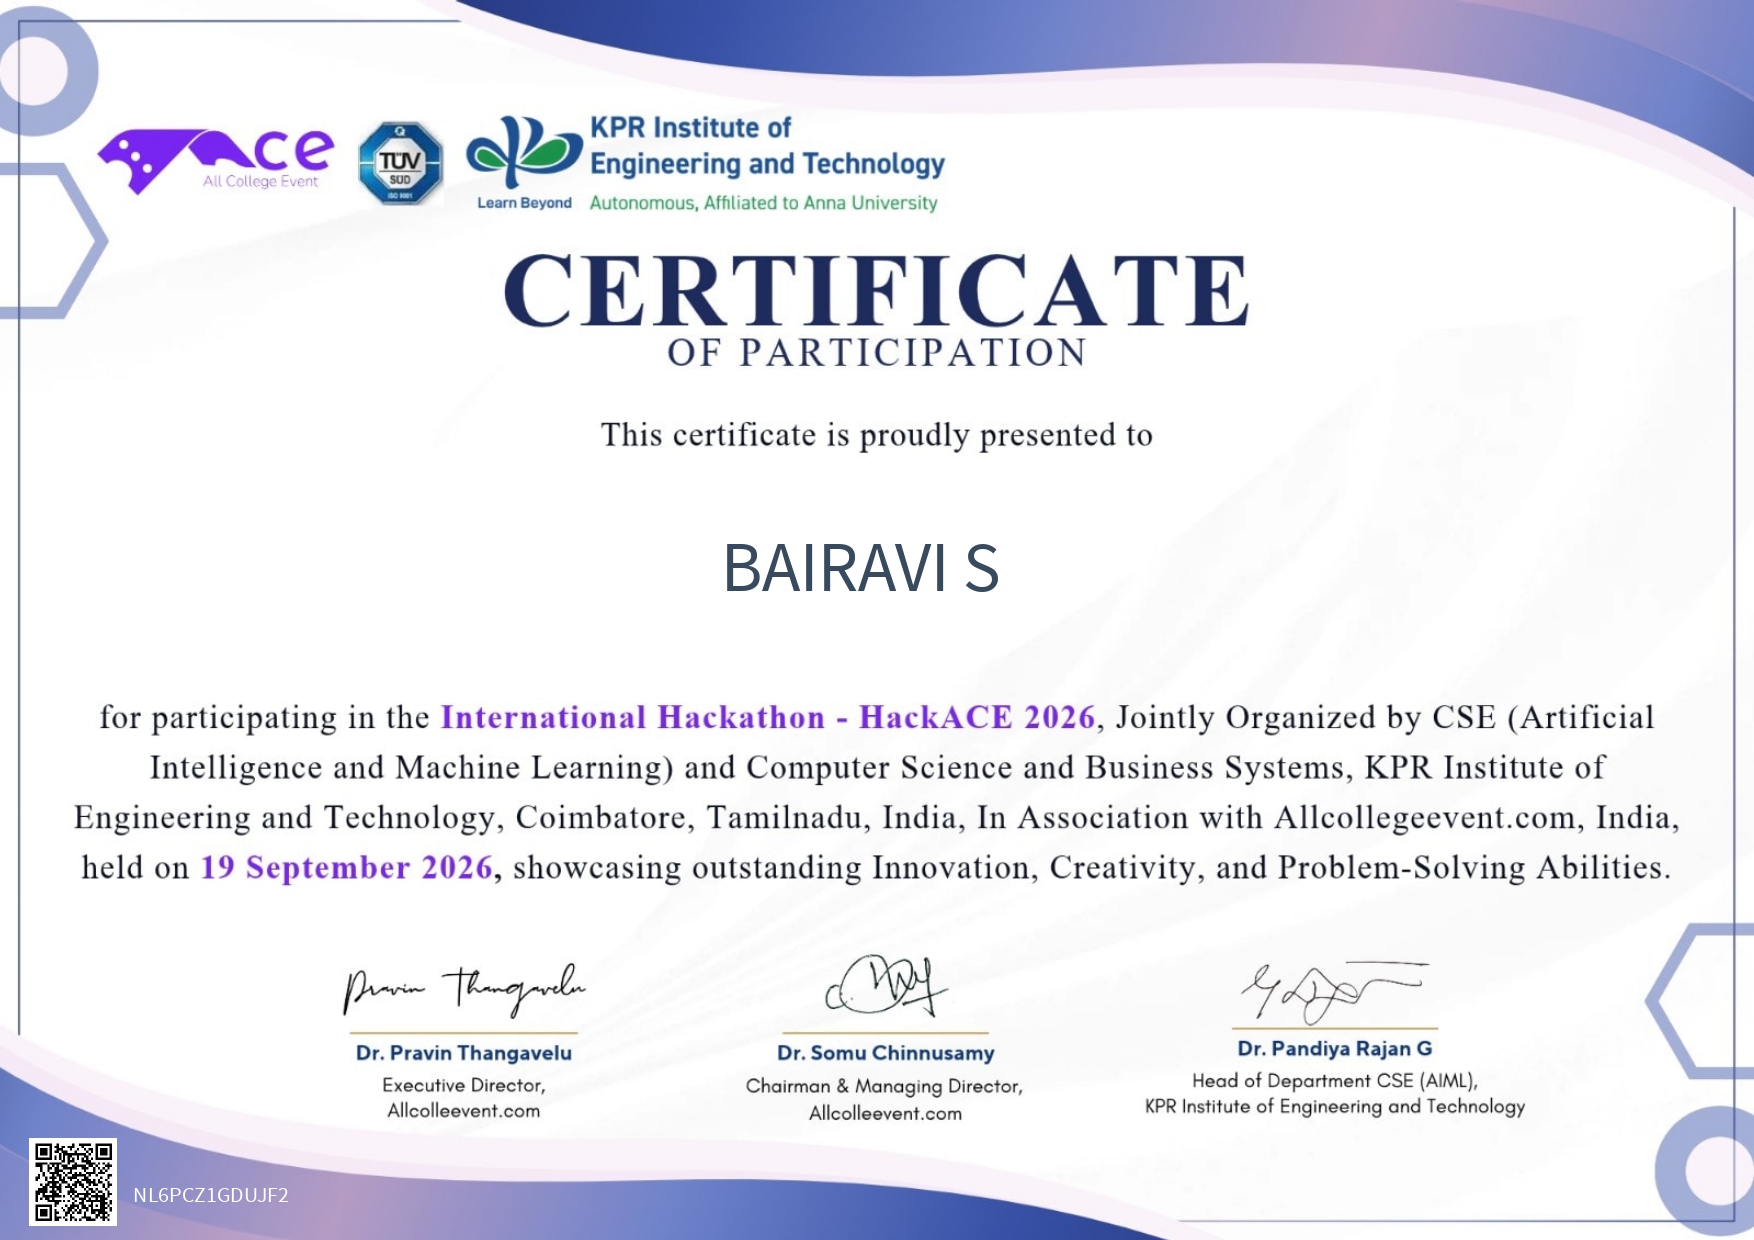 ace
All College Event
Q
TÜV
SÜD
ISO 9001
KPR Institute of
Engineering and Technology
Learn Beyond
Autonomous, Affiliated to Anna University
CERTIFICATE
OF PARTICIPATION
This certificate is proudly presented to
BAIRAVI S
for participating in the International Hackathon - HackACE 2026, Jointly Organized by CSE (Artificial
Intelligence and Machine Learning) and Computer Science and Business Systems, KPR Institute of
Engineering and Technology, Coimbatore, Tamilnadu, India, In Association with Allcollegeevent.com, India,
held on 19 September 2026, showcasing outstanding Innovation, Creativity, and Problem-Solving Abilities.
Pravin Thangavelu
Dr. Pravin Thangavelu
Executive Director,
Allcolleevent.com
Dr. Somu Chinnusamy
Chairman & Managing Director,
Allcolleevent.com
Dr. Pandiya Rajan G
Head of Department CSE (AIML),
KPR Institute of Engineering and Technology
NL6PCZ1GDUJF2